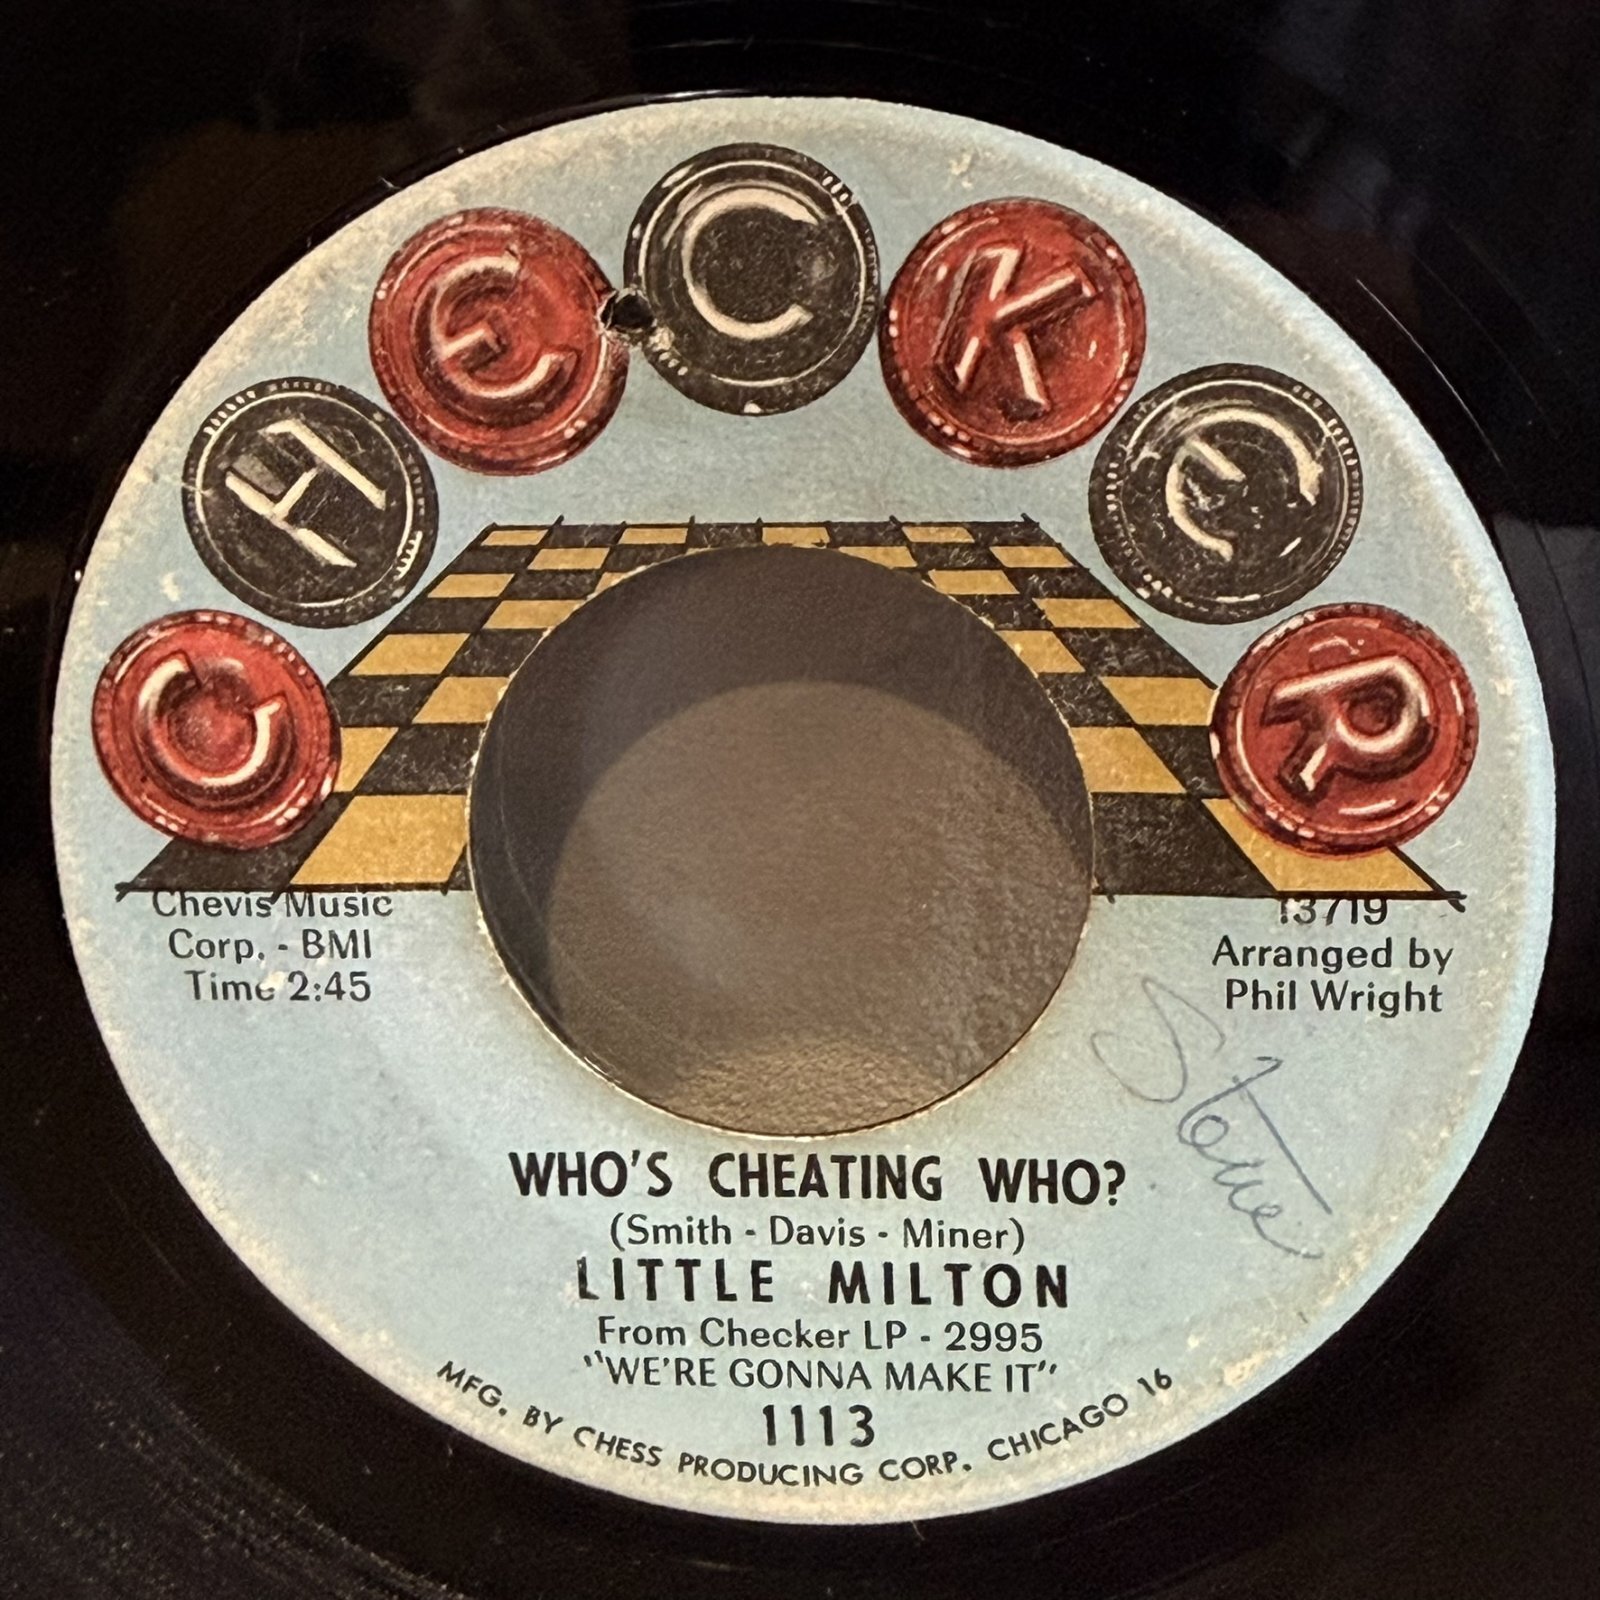 CHECKER
Chevis Music
Corp. - BMI
Time 2:45
13719
Arranged by
Phil Wright
Stone
WHO'S CHEATING WHO?
(Smith - Davis - Miner)
LITTLE MILTON
From Checker LP - 2995
"WE'RE GONNA MAKE IT"
1113
MFG. BY CHESS PRODUCING CORP. CHICAGO 16